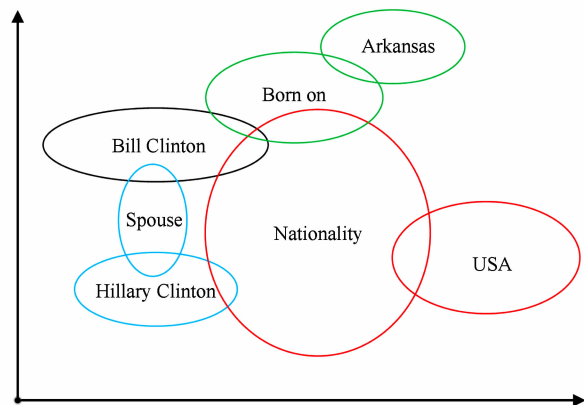 Arkansas
Born on
Bill Clinton
Spouse
Nationality
USA
Hillary Clinton